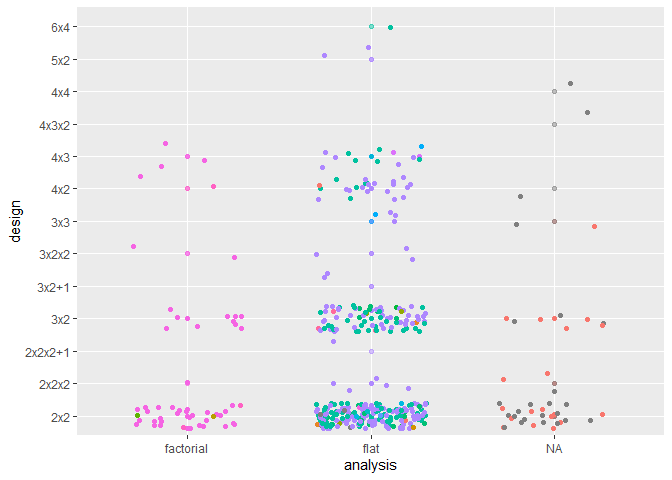 6x4
5x2
4x4
4x3x2
4x3
4x2
3x3
3x2x2
3x2+1
3x2
2x2x2+1
2x2x2
2x2
design
factorial
flat
NA
analysis